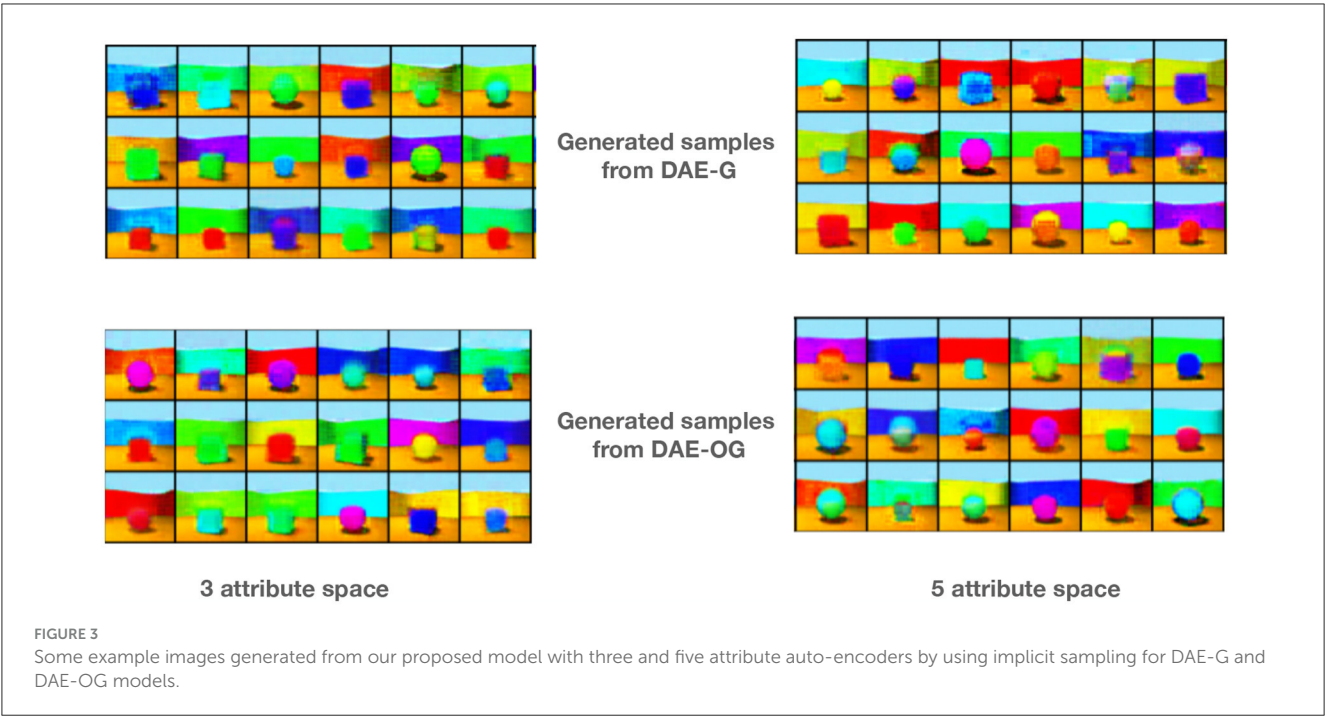 Generated samples
from DAE-G
Generated samples
from DAE-OG
3 attribute space
5 attribute space
FIGURE 3
Some example images generated from our proposed model with three and five attribute auto-encoders by using implicit sampling for DAE-G and
DAE-OG models.